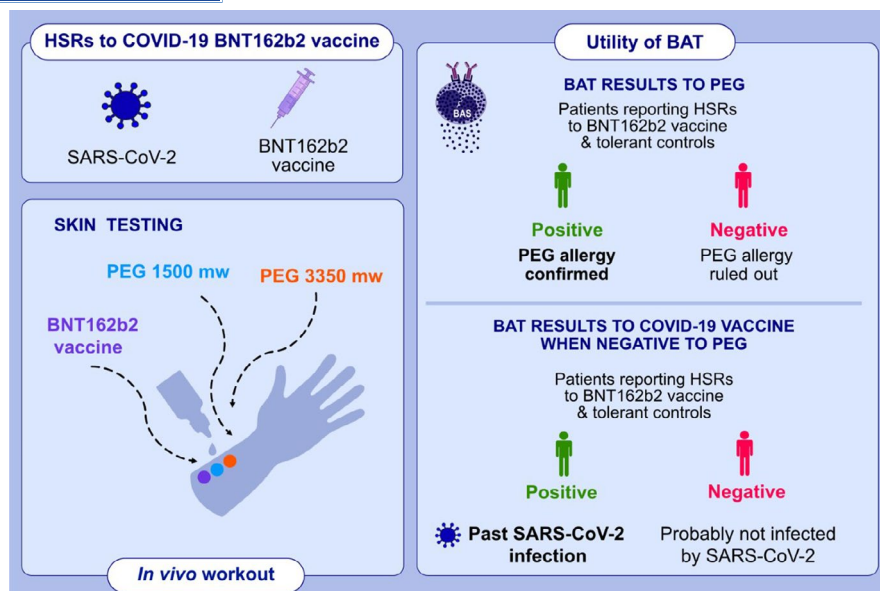 HSRs to COVID-19 BNT162b2 vaccine
SARS-CoV-2
BNT162b2
vaccine
SKIN TESTING
PEG 1500 mw
PEG 3350 mw
BNT162b2
vaccine
In vivo workout
Utility of BAT
BAS
BAT RESULTS TO PEG
Patients reporting HSRs
to BNT162b2 vaccine
& tolerant controls
Positive
Negative
PEG allergy
confirmed
PEG allergy
ruled out
BAT RESULTS TO COVID-19 VACCINE
WHEN NEGATIVE TO PEG
Patients reporting HSRs
to BNT162b2 vaccine
& tolerant controls
Positive
Negative
Past SARS-CoV-2
infection
Probably not infected
by SARS-CoV-2